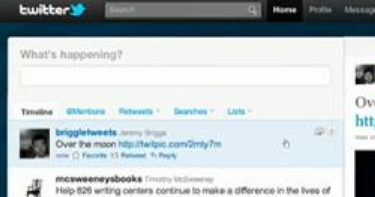 twitter
Search
Home
Profile
Messages
What's happening?
Timeline @Mentions Retweets Searches Lists
briggletweets Jeremy Briggs
Over the moon http://twitpic.com/2mty7m
now Favorite Retweet Reply
mcsweeneysbooks Timothy McSweeney
Help 826 writing centers continue to make a difference in the lives of
Ove
htt